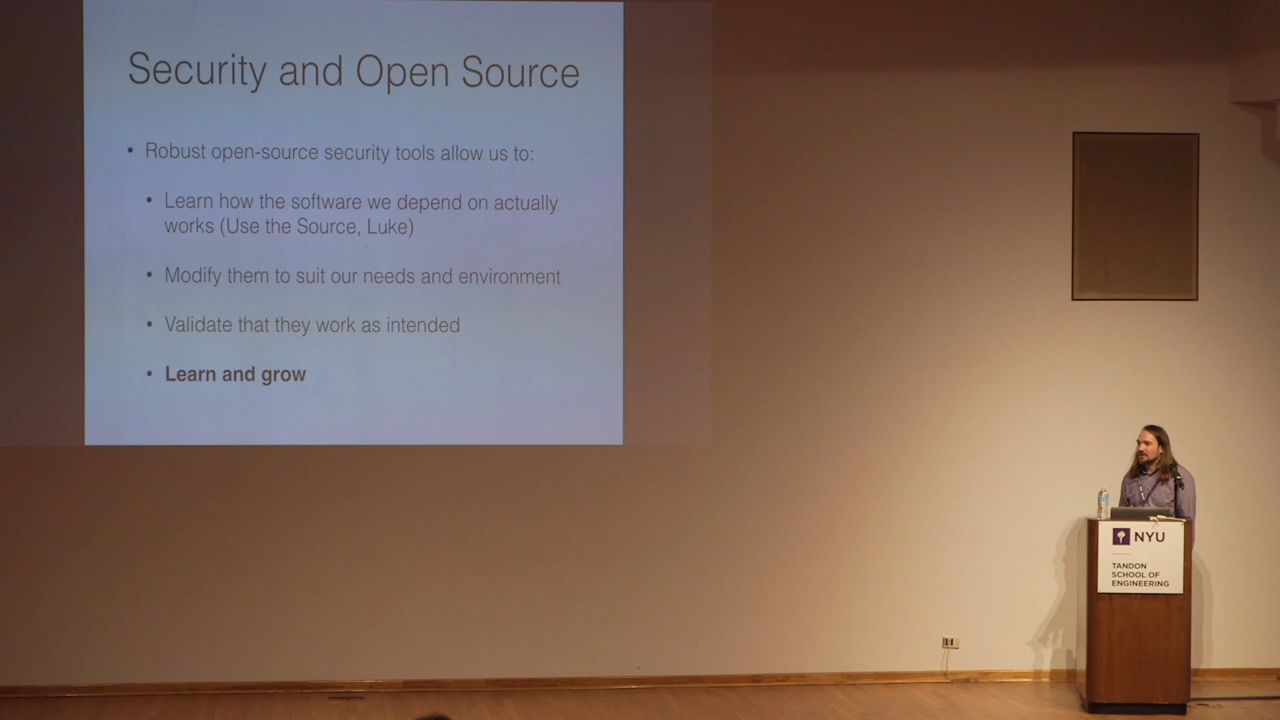 Security and Open Source
• Robust open-source security tools allow us to:
• Learn how the software we depend on actually
works (Use the Source, Luke)
• Modify them to suit our needs and environment
• Validate that they work as intended
• Learn and grow
NYU
TANDON
SCHOOL OF
ENGINEERING